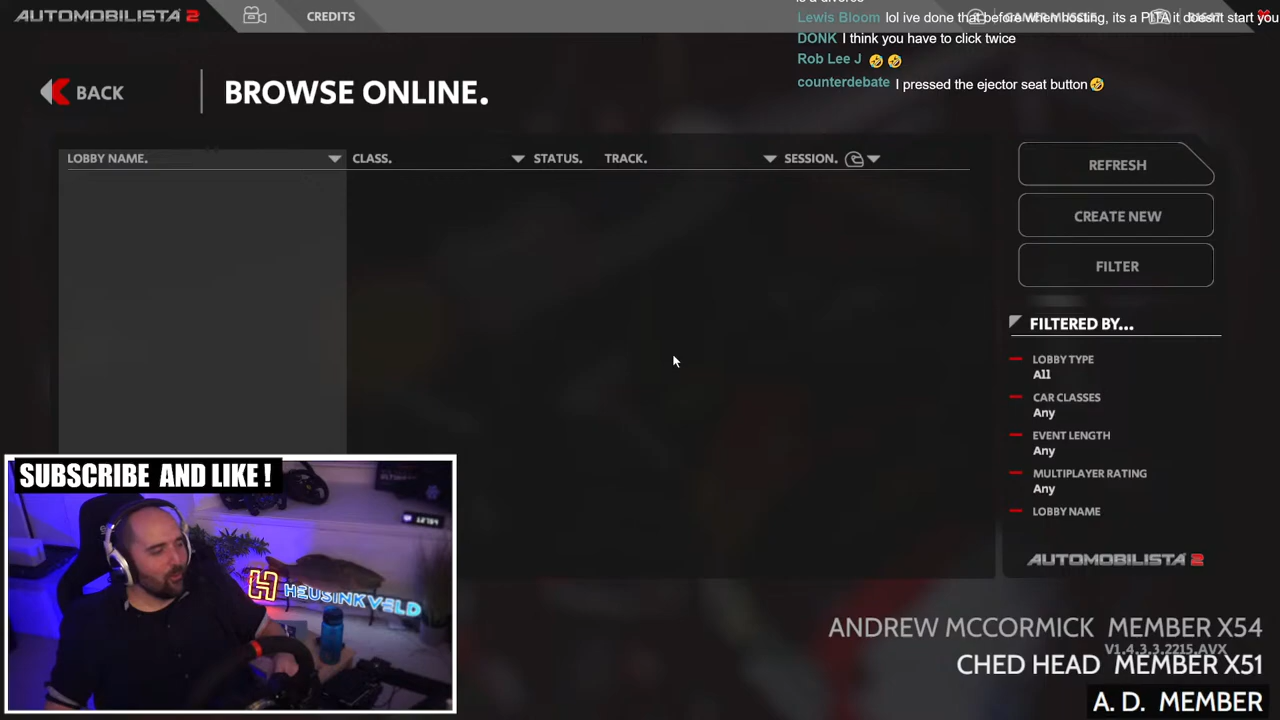 AUTOMOBILISTA 2
CREDITS
Lewis Bloom lol ive done that before when hosting, its a PITA it doesnt start you
DONK I think you have to click twice
Rob Lee J 🤣🤣
counterdebate I pressed the ejector seat button🤣
BACK
BROWSE ONLINE.
LOBBY NAME.
CLASS.
STATUS.
TRACK.
SESSION.
REFRESH
CREATE NEW
FILTER
FILTERED BY...
LOBBY TYPE
All
CAR CLASSES
Any
EVENT LENGTH
Any
MULTIPLAYER RATING
Any
LOBBY NAME
AUTOMOBILISTA 2
SUBSCRIBE AND LIKE !
HEUSINKVELD
ANDREW MCCORMICK MEMBER X54
V1.4.3.3.2215.AVX
CHED HEAD MEMBER X51
A. D. MEMBER